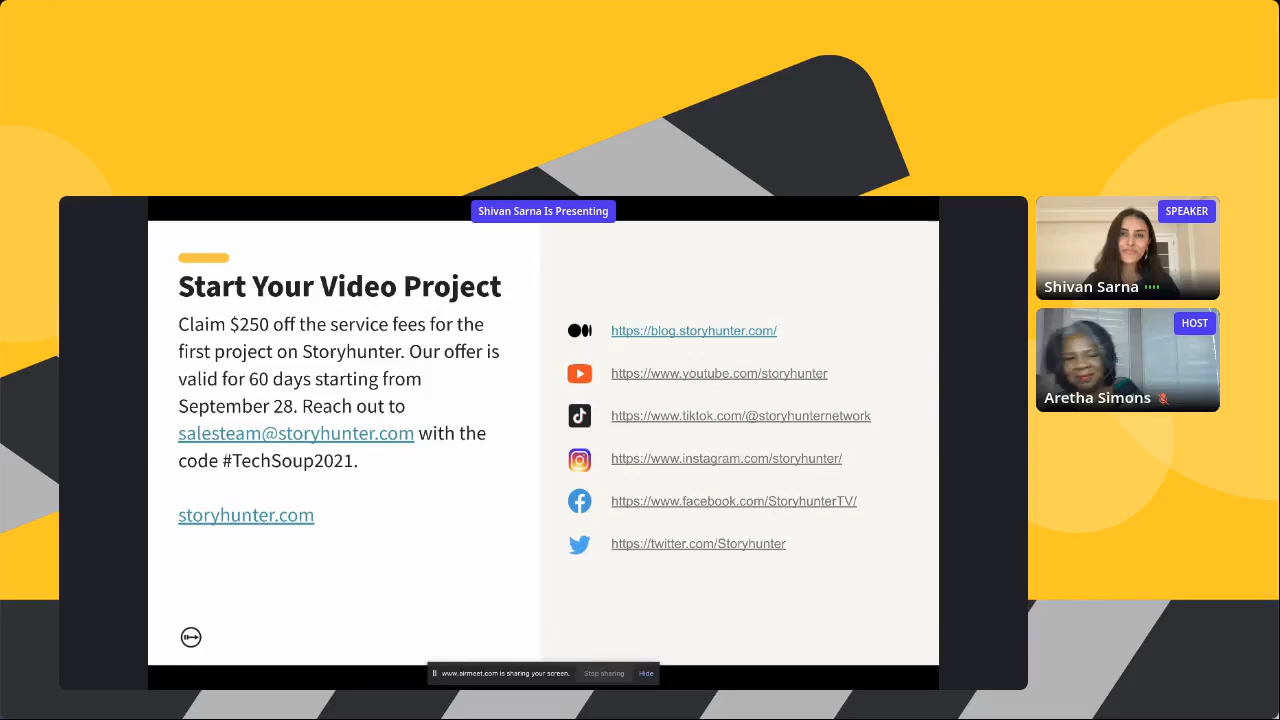 Shivan Sarna Is Presenting
Start Your Video Project
Claim $250 off the service fees for the
first project on Storyhunter. Our offer is
valid for 60 days starting from
September 28. Reach out to
salesteam@storyhunter.com with the
code #TechSoup2021.
storyhunter.com
https://blog.storyhunter.com/
https://www.youtube.com/storyhunter
https://www.tiktok.com/@storyhunternetwork
https://www.instagram.com/storyhunter/
https://www.facebook.com/StoryhunterTV/
https://twitter.com/Storyhunter
www.airmeet.com is sharing your screen. Stop sharing Hide
SPEAKER
Shivan Sarna
HOST
Aretha Simons